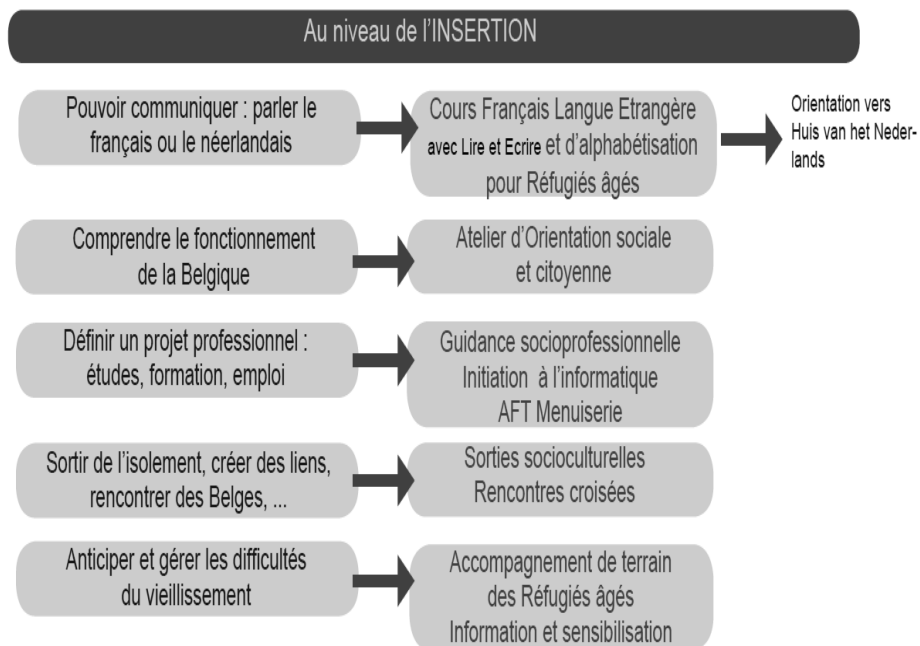 Au niveau de l'INSERTION
Pouvoir communiquer : parler le
français ou le néerlandais
Cours Français Langue Etrangère
avec Lire et Ecrire et d'alphabétisation
pour Réfugiés âgés
Orientation vers
Huis van het Neder-
lands
Comprendre le fonctionnement
de la Belgique
Atelier d'Orientation sociale
et citoyenne
Définir un projet professionnel :
études, formation, emploi
Guidance socioprofessionnelle
Initiation à l'informatique
AFT Menuiserie
Sortir de l'isolement, créer des liens,
rencontrer des Belges, ...
Sorties socioculturelles
Rencontres croisées
Anticiper et gérer les difficultés
du vieillissement
Accompagnement de terrain
des Réfugiés âgés
Information et sensibilisation